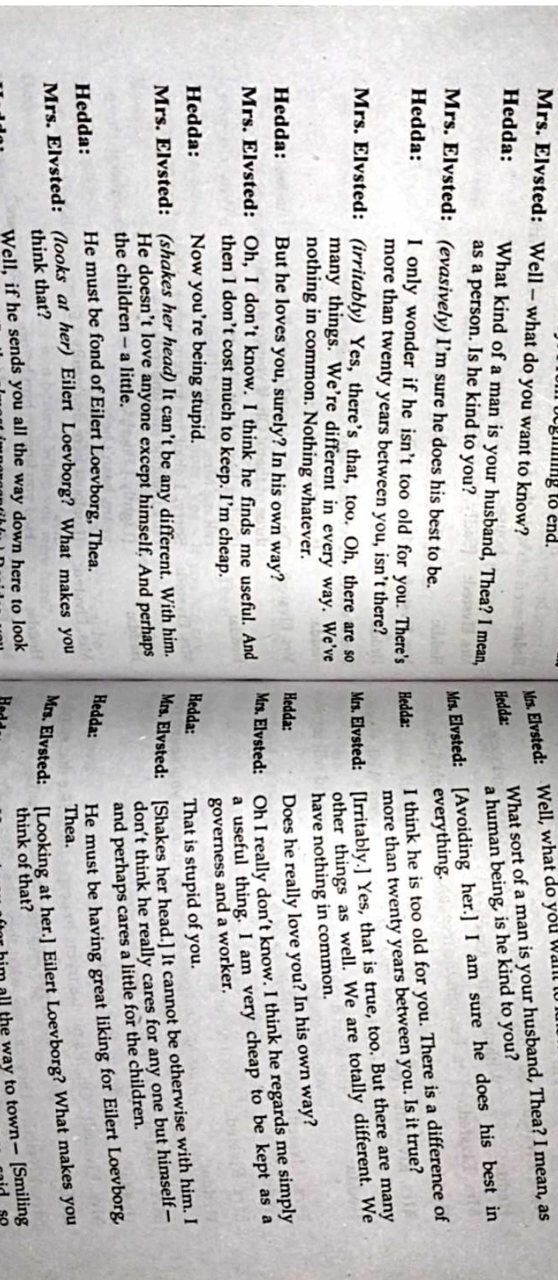 beginning to end.
Mrs. Elvsted: Well – what do you want to know?
Hedda: What kind of a man is your husband, Thea? I mean,
as a person. Is he kind to you?
Mrs. Elvsted: (evasively) I'm sure he does his best to be.
Hedda: I only wonder if he isn't too old for you. There's
more than twenty years between you, isn't there?
Mrs. Elvsted: (irritably) Yes, there's that, too. Oh, there are so
many things. We're different in every way. We've
nothing in common. Nothing whatever.
Hedda: But he loves you, surely? In his own way?
Mrs. Elvsted: Oh, I don't know. I think he finds me useful. And
then I don't cost much to keep. I'm cheap.
Hedda: Now you're being stupid.
Mrs. Elvsted: (shakes her head) It can't be any different. With him.
He doesn't love anyone except himself. And perhaps
the children – a little.
Hedda: He must be fond of Eilert Loevborg, Thea.
Mrs. Elvsted: (looks at her) Eilert Loevborg? What makes you
think that?
Well, if he sends you all the way down here to look
Mrs. Elvsted: Well, what do you want to
Hedda: What sort of a man is your husband, Thea? I mean, as
a human being, is he kind to you?
Mrs. Elvsted: [Avoiding her.] I am sure he does his best in
everything.
Hedda: I think he is too old for you. There is a difference of
more than twenty years between you. Is it true?
Mrs. Elvsted: [Irritably.] Yes, that is true, too. But there are many
other things as well. We are totally different. We
have nothing in common.
Hedda: Does he really love you? In his own way?
Mrs. Elvsted: Oh I really don't know. I think he regards me simply
a useful thing. I am very cheap to be kept as a
governess and a worker.
Hedda: That is stupid of you.
Mrs. Elvsted: [Shakes her head.] It cannot be otherwise with him. I
don't think he really cares for any one but himself –
and perhaps cares a little for the children.
Hedda: He must be having great liking for Eilert Loevborg,
Thea.
Mrs. Elvsted: [Looking at her.] Eilert Loevborg? What makes you
think of that?
after him all the way to town – [Smiling
said so